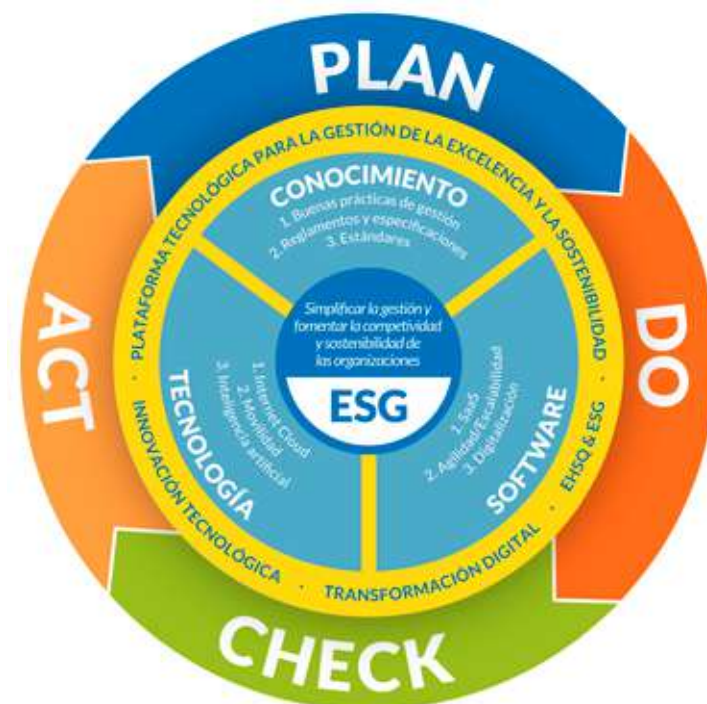 PLAN
DO
CHECK
ACT
PLATAFORMA TECNOLÓGICA PARA LA GESTIÓN DE LA EXCELENCIA Y LA SOSTENIBILIDAD
·
EHSQ & ESG
·
TRANSFORMACIÓN DIGITAL
·
INNOVACIÓN TECNOLÓGICA
·
CONOCIMIENTO
1. Buenas prácticas de gestión
2. Reglamentos y especificaciones
3. Estándares
SOFTWARE
1. SaaS
2. Agilidad/Escalabilidad
3. Digitalización
TECNOLOGÍA
1. Internet Cloud
2. Movilidad
3. Inteligencia artificial
Simplificar la gestión y
fomentar la competividad
y sostenibilidad de
las organizaciones
ESG